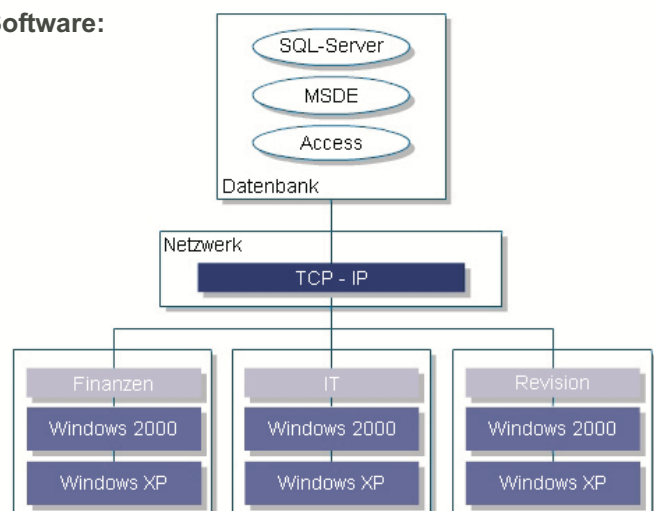 oftware:
SQL-Server
MSDE
Access
Datenbank
Netzwerk
TCP - IP
Finanzen IT Revision
Windows 2000 Windows 2000 Windows 2000
Windows XP Windows XP Windows XP